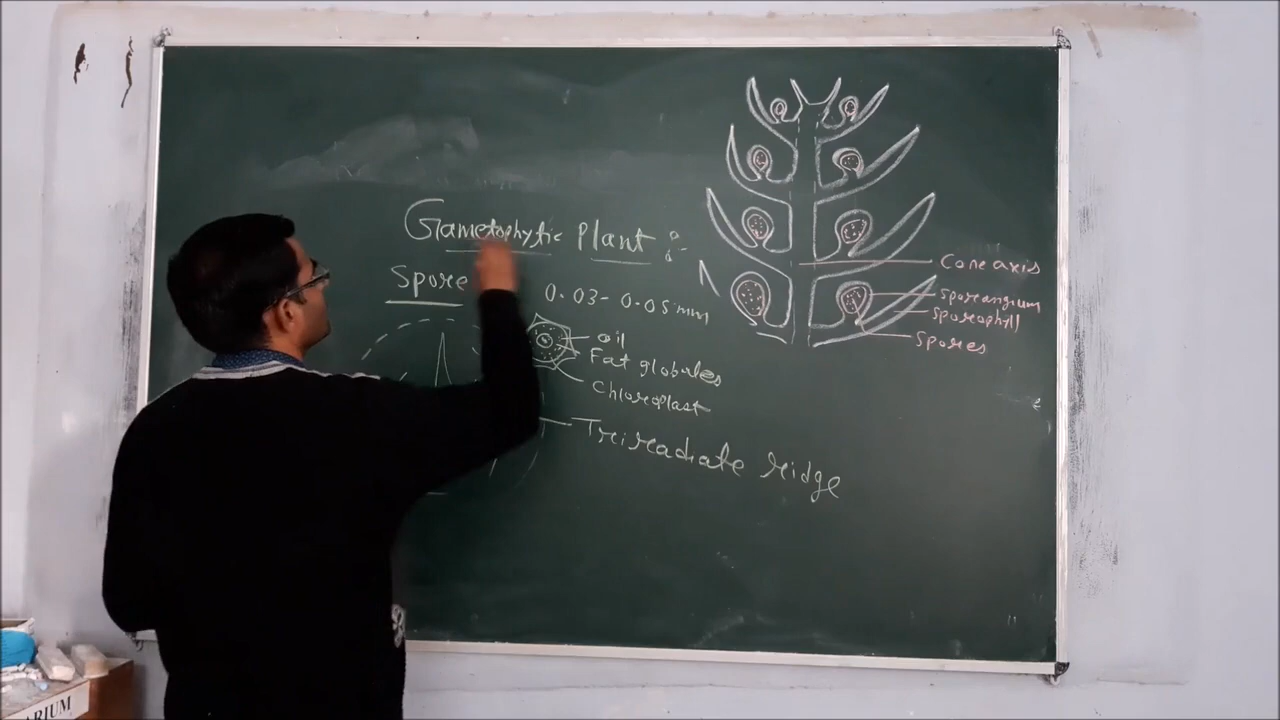 Gametophytic Plant :-
Spore
0.03-0.05 mm
oil
Fat globules
Chloroplast
Triradiate ridge
Cone axis
Sporangium
Sporophyll
Spores
ARIUM